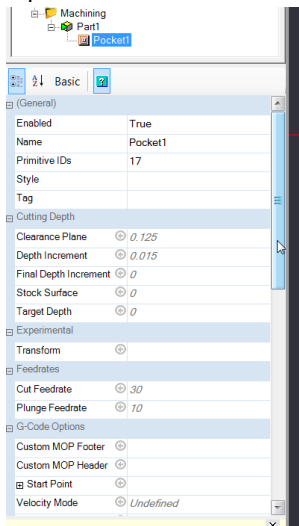 Machining
Part1
Pocket1
Basic
(General)
Enabled True
Name Pocket1
Primitive IDs 17
Style
Tag
Cutting Depth
Clearance Plane 0.125
Depth Increment 0.015
Final Depth Increment 0
Stock Surface 0
Target Depth 0
Experimental
Transform
Feedrates
Cut Feedrate 30
Plunge Feedrate 10
G-Code Options
Custom MOP Footer
Custom MOP Header
Start Point
Velocity Mode Undefined